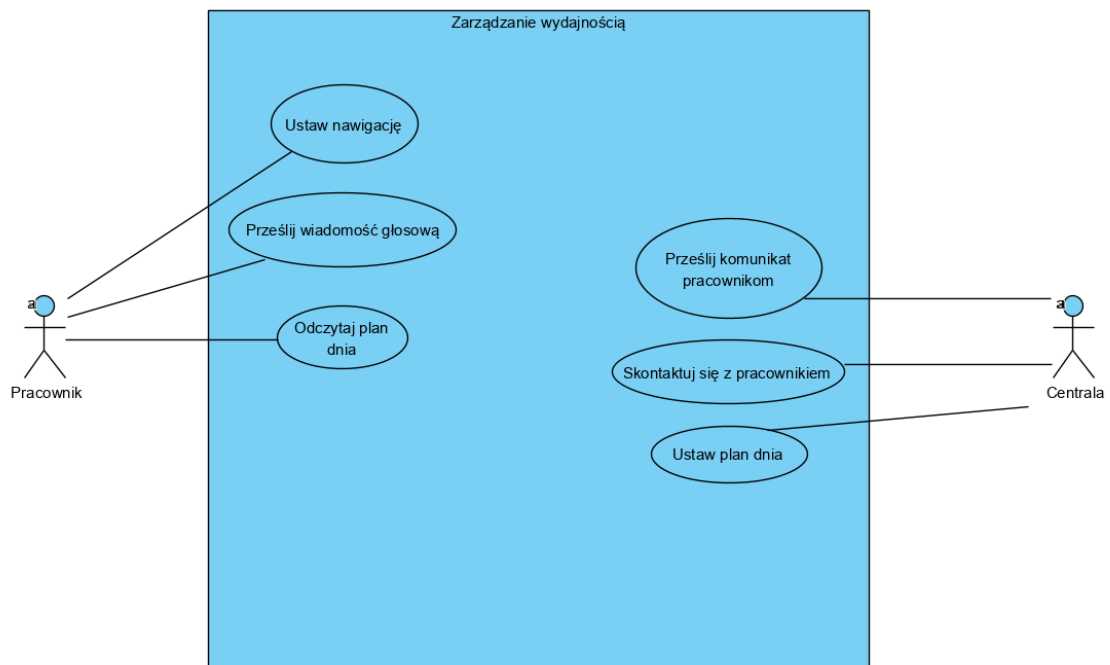 Zarządzanie wydajnością
Ustaw nawigację
Prześlij wiadomość głosową
Prześlij komunikat
pracownikom
a
a
Odczytaj plan
dnia
Skontaktuj się z pracownikiem
Pracownik
Centrala
Ustaw plan dnia